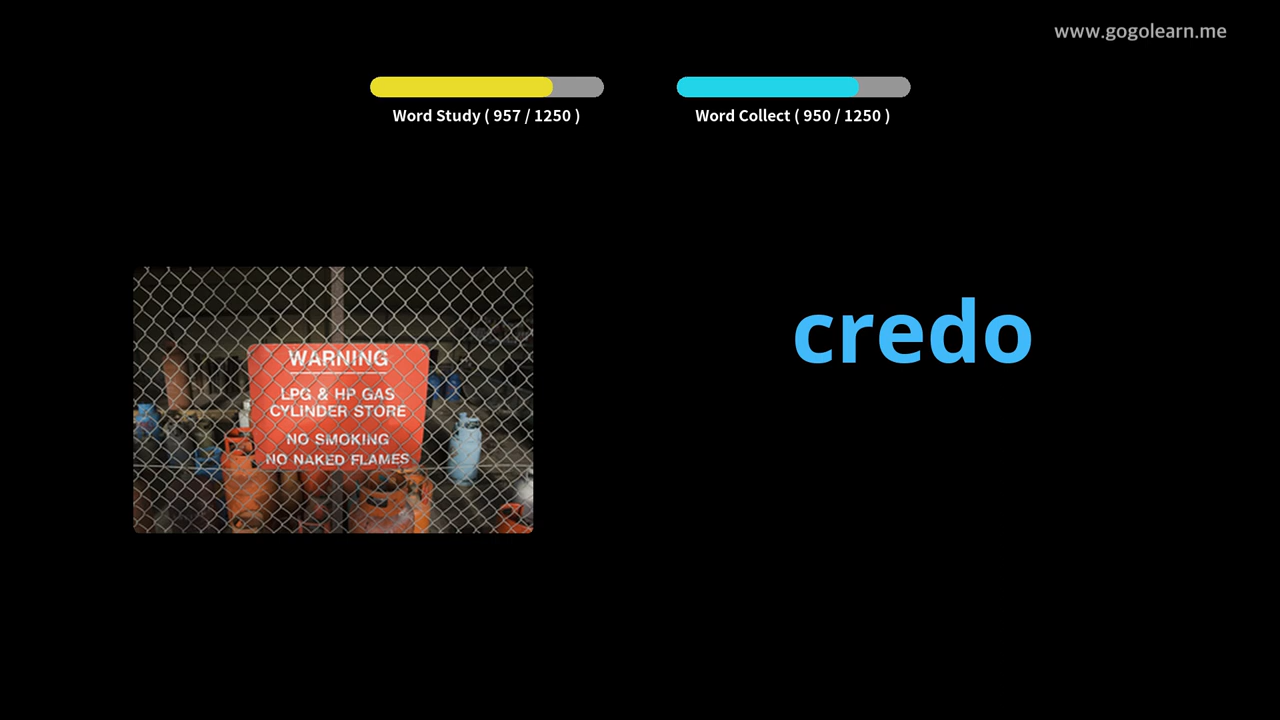 www.gogolearn.me
Word Study ( 957 / 1250 )
Word Collect ( 950 / 1250 )
WARNING
LPG & HP GAS
CYLINDER STORE
NO SMOKING
NO NAKED FLAMES
credo